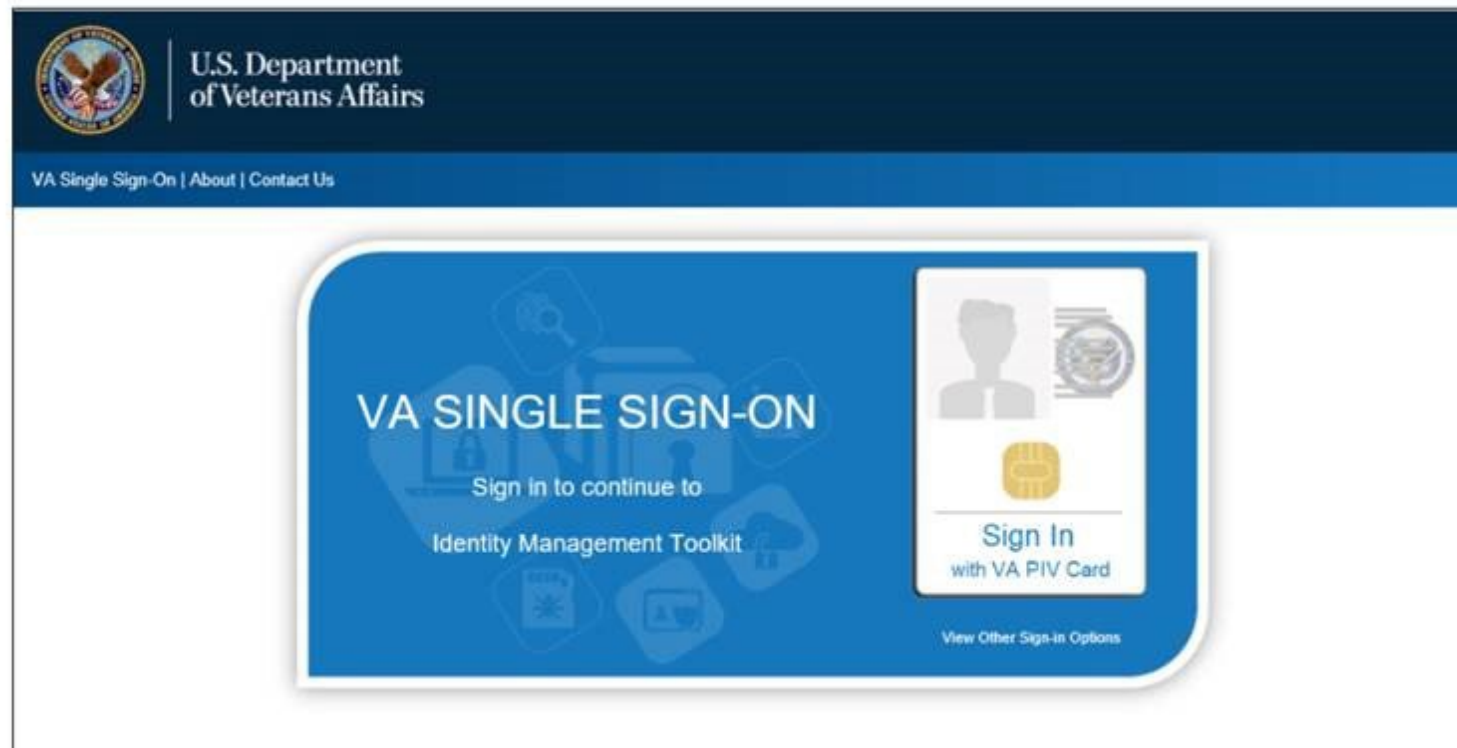 U.S. Department
of Veterans Affairs
VA Single Sign-On | About | Contact Us
VA SINGLE SIGN-ON
Sign in to continue to
Identity Management Toolkit
Sign In
with VA PIV Card
View Other Sign-in Options